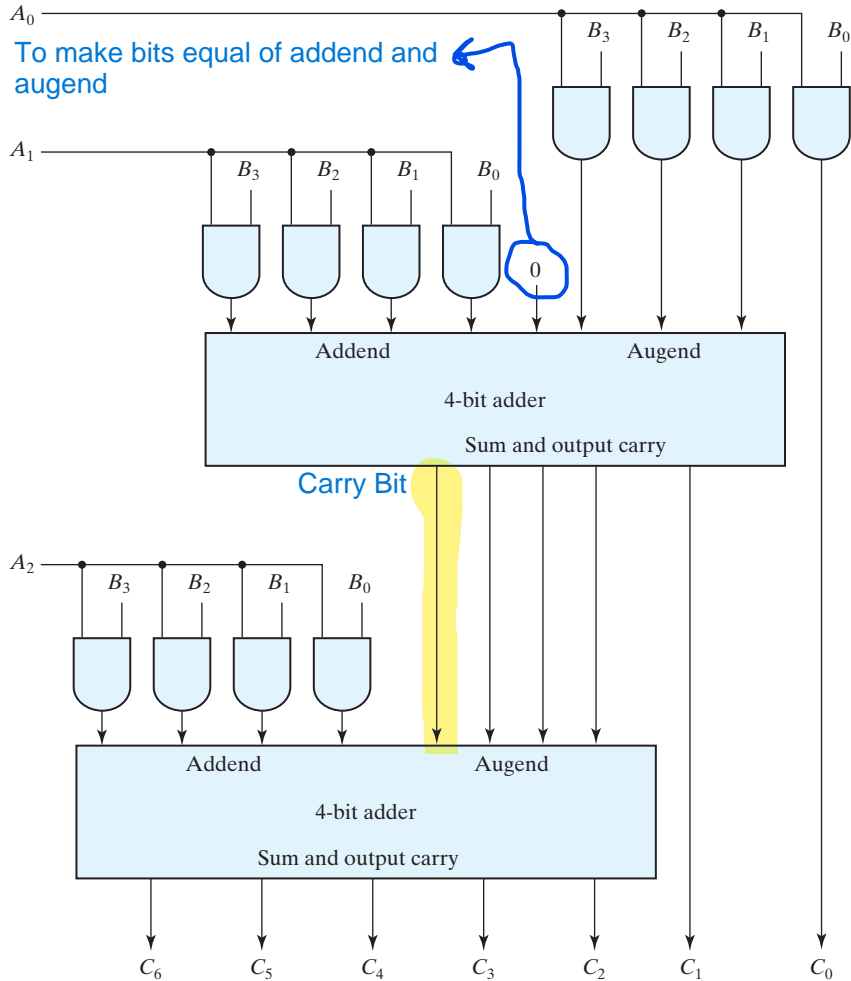 A₀
B₃ B₂ B₁ B₀
To make bits equal of addend and
augend
A₁
B₃ B₂ B₁ B₀
0
Addend Augend
4-bit adder
Sum and output carry
Carry Bit
A₂
B₃ B₂ B₁ B₀
Addend Augend
4-bit adder
Sum and output carry
C₆ C₅ C₄ C₃ C₂ C₁ C₀